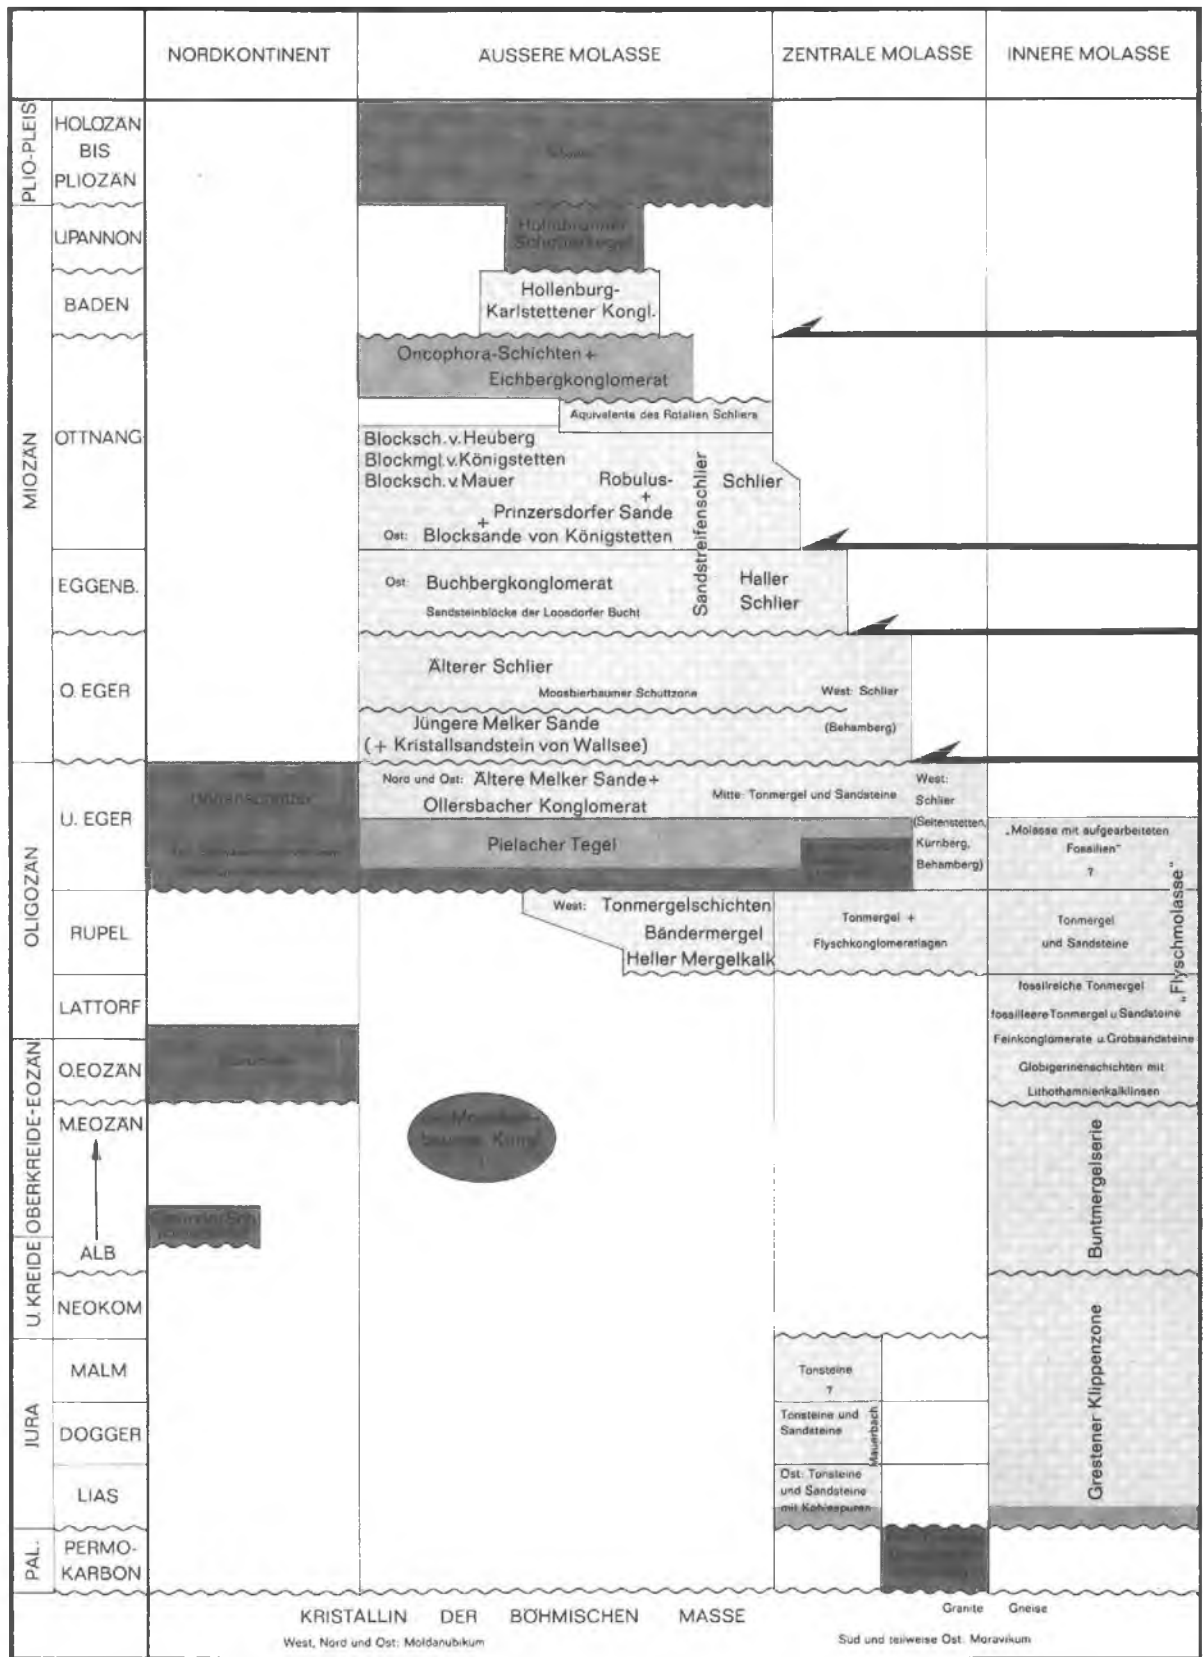 NORDKONTINENT
ÄUSSERE MOLASSE
ZENTRALE MOLASSE
INNERE MOLASSE
PLIO-PLEIS
HOLOZÄN
BIS
PLIOZÄN
MIOZÄN
U.PANNON
Schotterkegel
BADEN
Hollenburg-
Karlstettener Kongl.
OTTNANG
Oncophora-Schichten +
Eichbergkonglomerat
Äquivalente des Rotalien Schliers
Blocksch. v. Heuberg
Blockmgl. v. Königstetten
Blocksch. v. Mauer
Robulus-
+
Prinzersdorfer Sande
+
Ost: Blocksande von Königstetten
Sandstreifenschlier
Schlier
EGGENB.
Ost: Buchbergkonglomerat
Sandsteinblöcke der Loosdorfer Bucht
Haller
Schlier
O. EGER
Älterer Schlier
Moosbierbaumer Schuttzone
West: Schlier
(Behamberg)
Jüngere Melker Sande
(+ Kristallsandstein von Wallsee)
OLIGOZÄN
U. EGER
Nord und Ost: Ältere Melker Sande +
Ollersbacher Konglomerat
Mitte: Tonmergel und Sandsteine
West:
Schlier
(Seitenstetten,
Kürnberg,
Behamberg)
Pielacher Tegel
„Molasse mit aufgearbeiteten
Fossilien"
?
„Flyschmolasse"
RUPEL
West: Tonmergelschichten
Bändermergel
Heller Mergelkalk
Tonmergel +
Flyschkonglomeratlagen
Tonmergel
und Sandsteine
LATTORF
fossilreiche Tonmergel
fossilleere Tonmergel u. Sandsteine
Feinkonglomerate u. Grobsandsteine
Globigerinenschichten mit
Lithothamnienkalklinsen
OBERKREIDE-EOZÄN
O.EOZÄN
M.EOZÄN
Buntmergelserie
U. KREIDE
ALB
NEOKOM
Grestener Klippenzone
JURA
MALM
Tonsteine
?
DOGGER
Tonsteine und
Sandsteine
Mauerbach
LIAS
Ost: Tonsteine
und Sandsteine
mit Kohlespuren
PAL.
PERMO-
KARBON
KRISTALLIN DER BÖHMISCHEN MASSE
Granite Gneise
West, Nord und Ost: Moldanubikum
Süd und teilweise Ost: Moravikum